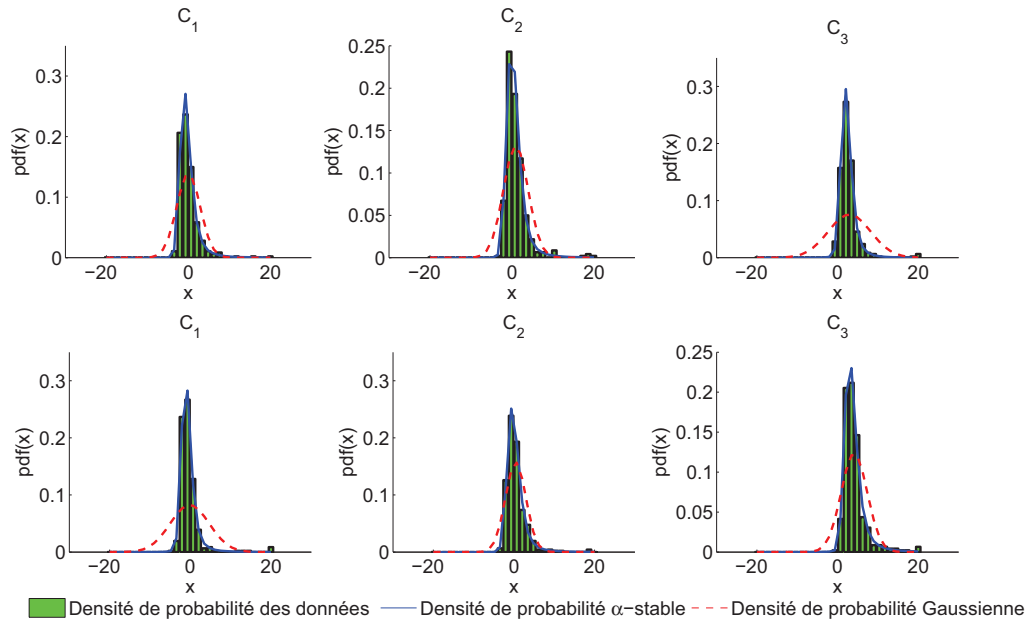 C1
pdf(x)
0.3
0.2
0.1
0
−20
0
20
x
C2
pdf(x)
0.25
0.2
0.15
0.1
0.05
0
−20
0
20
x
C3
pdf(x)
0.3
0.2
0.1
0
−20
0
20
x
C1
pdf(x)
0.3
0.2
0.1
0
−20
0
20
x
C2
pdf(x)
0.3
0.2
0.1
0
−20
0
20
x
C3
pdf(x)
0.25
0.2
0.15
0.1
0.05
0
−20
0
20
x
Densité de probabilité des données
Densité de probabilité α−stable
Densité de probabilité Gaussienne